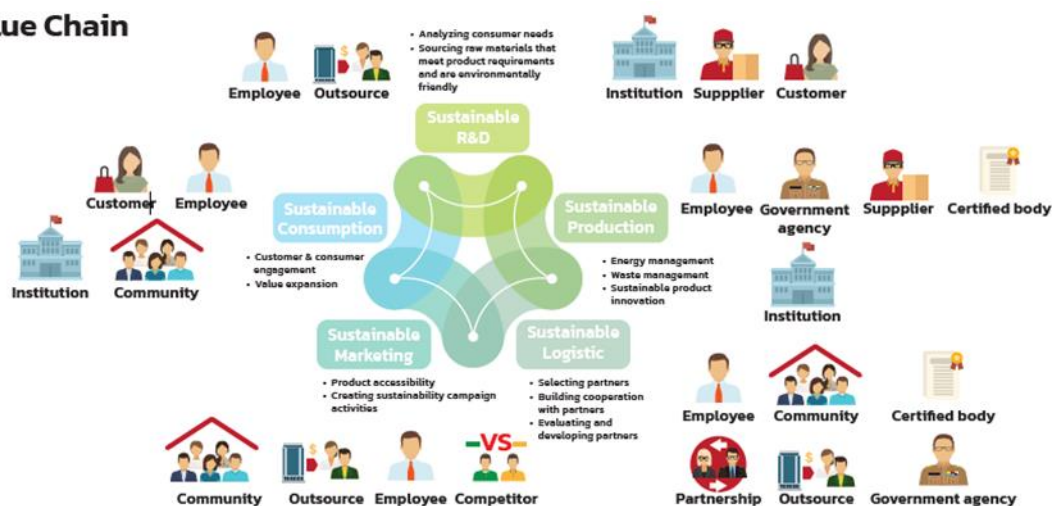 lue Chain
Employee
Outsource
$
• Analyzing consumer needs
• Sourcing raw materials that
meet product requirements
and are environmentally
friendly
Institution
Suppplier
Customer
Sustainable
R&D
Customer
Employee
Institution
Community
Sustainable
Consumption
• Customer & consumer
engagement
• Value expansion
Sustainable
Production
• Energy management
• Waste management
• Sustainable product
innovation
Employee
Government
agency
Suppplier
Certified body
Institution
Sustainable
Marketing
• Product accessibility
• Creating sustainability campaign
activities
Sustainable
Logistic
• Selecting partners
• Building cooperation
with partners
• Evaluating and
developing partners
Employee
Community
Certified body
Community
$
Outsource
Employee
-VS-
Competitor
Partnership
$
Outsource
Government agency